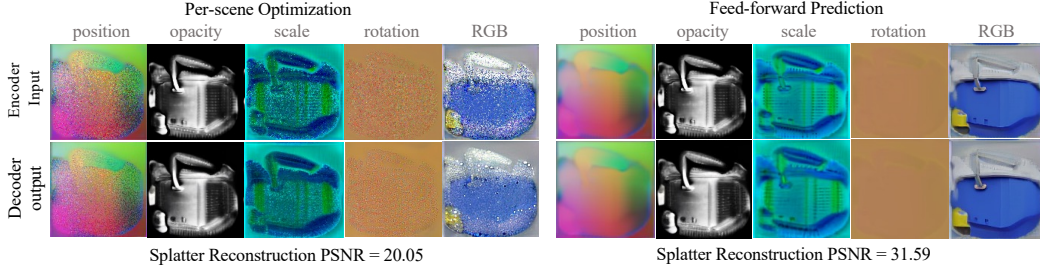 Per-scene Optimization
position opacity scale rotation RGB
Encoder
Input
Decoder
output
Splatter Reconstruction PSNR = 20.05
Feed-forward Prediction
position opacity scale rotation RGB
Splatter Reconstruction PSNR = 31.59